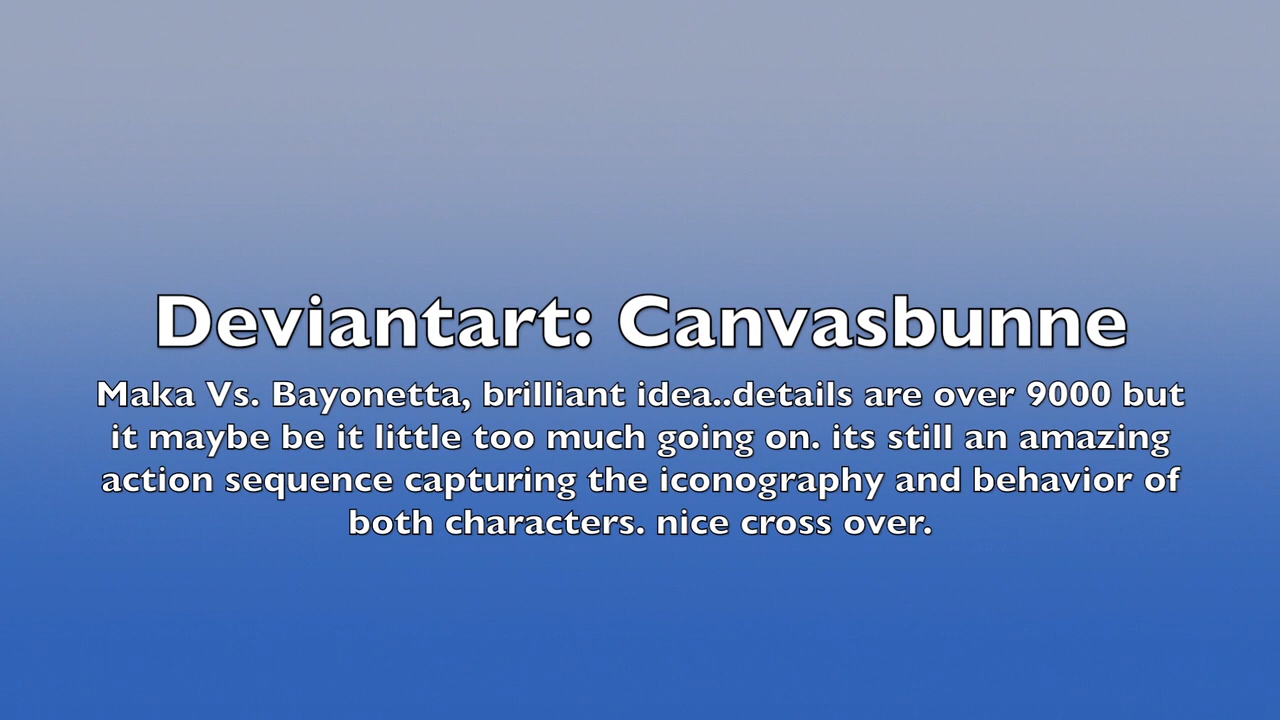 Deviantart: Canvasbunne
Maka Vs. Bayonetta, brilliant idea..details are over 9000 but
it maybe be it little too much going on. its still an amazing
action sequence capturing the iconography and behavior of
both characters. nice cross over.